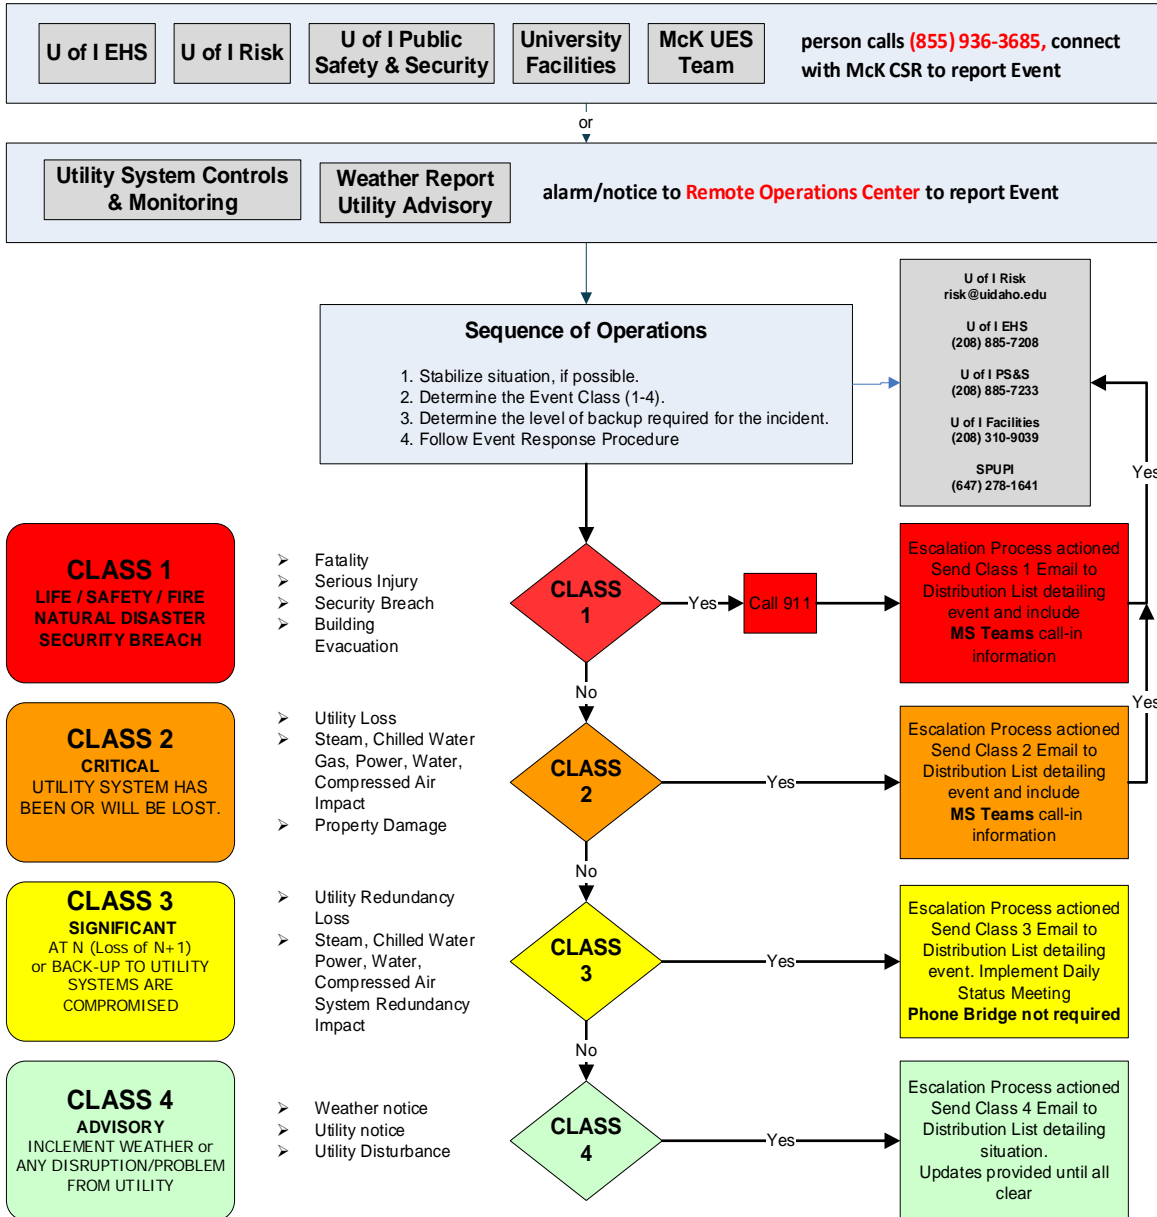 U of I EHS
U of I Risk
U of I Public
Safety & Security
University
Facilities
McK UES
Team
person calls (855) 936-3685, connect
with McK CSR to report Event
or
Utility System Controls
& Monitoring
Weather Report
Utility Advisory
alarm/notice to Remote Operations Center to report Event
Sequence of Operations
1. Stabilize situation, if possible.
2. Determine the Event Class (1-4).
3. Determine the level of backup required for the incident.
4. Follow Event Response Procedure
U of I Risk
risk@uidaho.edu
U of I EHS
(208) 885-7208
U of I PS&S
(208) 885-7233
U of I Facilities
(208) 310-9039
SPUPI
(647) 278-1641
Yes
CLASS 1
LIFE / SAFETY / FIRE
NATURAL DISASTER
SECURITY BREACH
➢ Fatality
➢ Serious Injury
➢ Security Breach
➢ Building
Evacuation
CLASS
1
Yes
Call 911
Escalation Process actioned
Send Class 1 Email to
Distribution List detailing
event and include
MS Teams call-in
information
No
Yes
CLASS 2
CRITICAL
UTILITY SYSTEM HAS
BEEN OR WILL BE LOST.
➢ Utility Loss
➢ Steam, Chilled Water
Gas, Power, Water,
Compressed Air
Impact
➢ Property Damage
CLASS
2
Yes
Escalation Process actioned
Send Class 2 Email to
Distribution List detailing
event and include
MS Teams call-in
information
No
CLASS 3
SIGNIFICANT
AT N (Loss of N+1)
or BACK-UP TO UTILITY
SYSTEMS ARE
COMPROMISED
➢ Utility Redundancy
Loss
➢ Steam, Chilled Water
Power, Water,
Compressed Air
System Redundancy
Impact
CLASS
3
Yes
Escalation Process actioned
Send Class 3 Email to
Distribution List detailing
event. Implement Daily
Status Meeting
Phone Bridge not required
No
CLASS 4
ADVISORY
INCLEMENT WEATHER or
ANY DISRUPTION/PROBLEM
FROM UTILITY
➢ Weather notice
➢ Utility notice
➢ Utility Disturbance
CLASS
4
Yes
Escalation Process actioned
Send Class 4 Email to
Distribution List detailing
situation.
Updates provided until all
clear